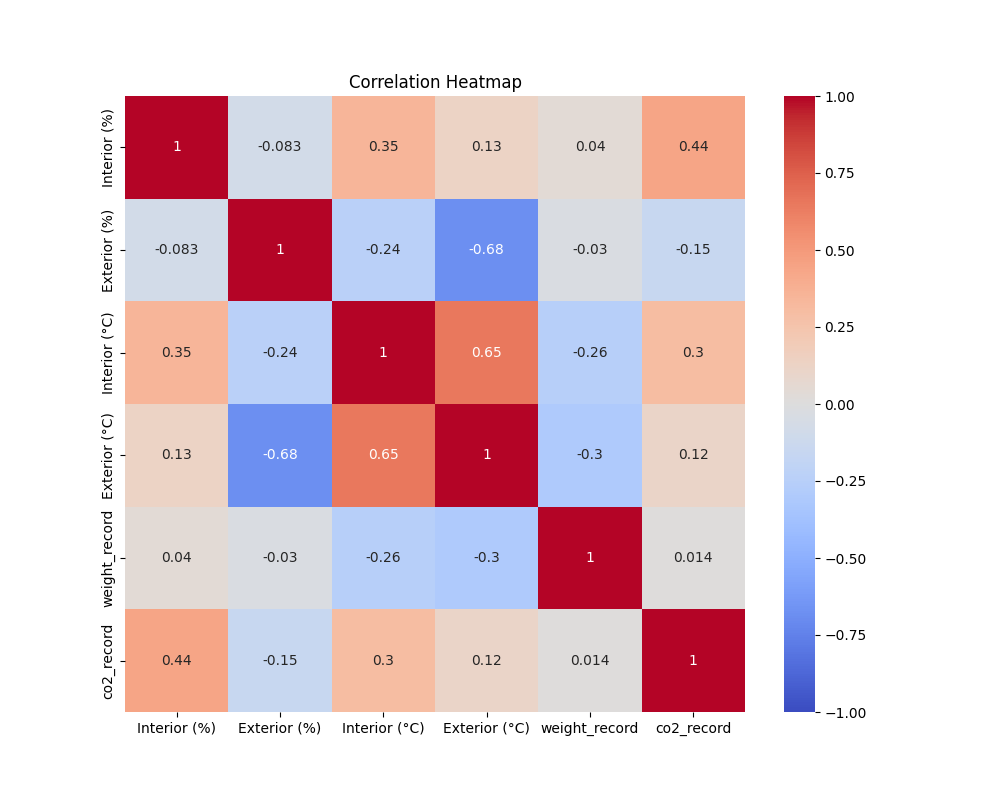 Correlation Heatmap
Interior (%) 1 -0.083 0.35 0.13 0.04 0.44
Exterior (%) -0.083 1 -0.24 -0.68 -0.03 -0.15
Interior (°C) 0.35 -0.24 1 0.65 -0.26 0.3
Exterior (°C) 0.13 -0.68 0.65 1 -0.3 0.12
weight_record 0.04 -0.03 -0.26 -0.3 1 0.014
co2_record 0.44 -0.15 0.3 0.12 0.014 1
Interior (%) Exterior (%) Interior (°C) Exterior (°C) weight_record co2_record
1.00
0.75
0.50
0.25
0.00
−0.25
−0.50
−0.75
−1.00